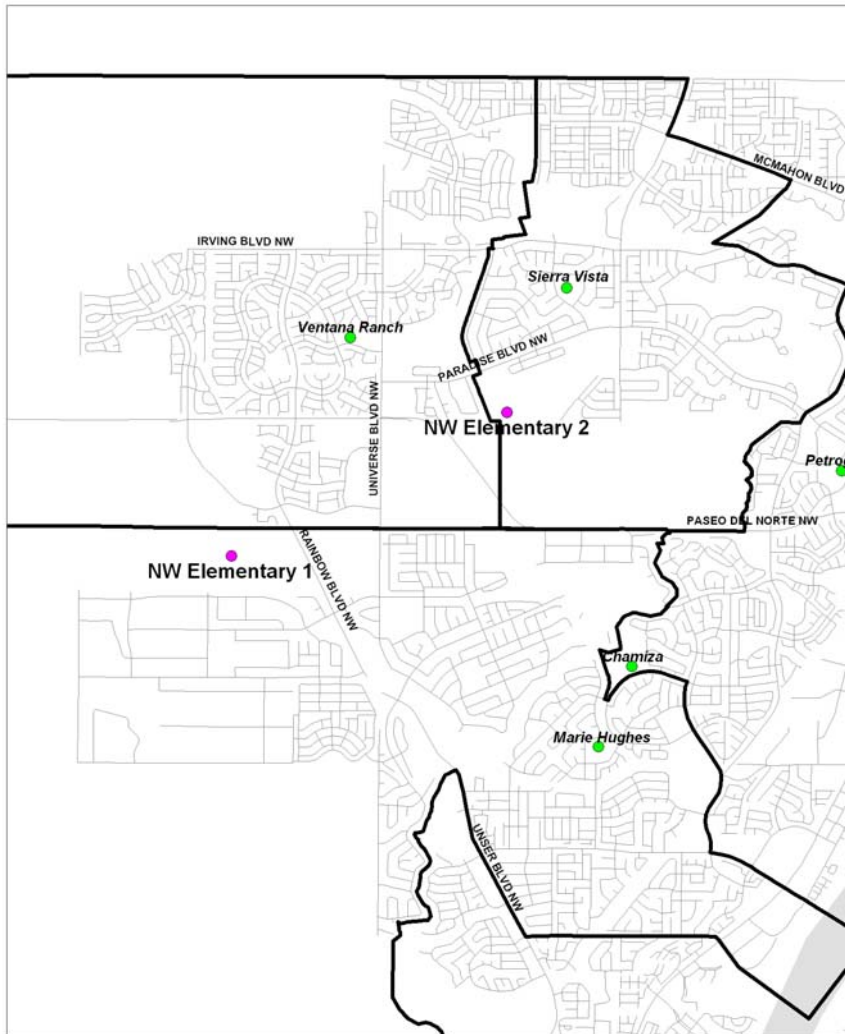 MCMAHON BLVD
IRVING BLVD NW
Sierra Vista
Ventana Ranch
PARADISE BLVD NW
UNIVERSE BLVD NW
NW Elementary 2
Petrog
PASEO DEL NORTE NW
RAINBOW BLVD NW
NW Elementary 1
Chamiza
Marie Hughes
UNSER BLVD NW